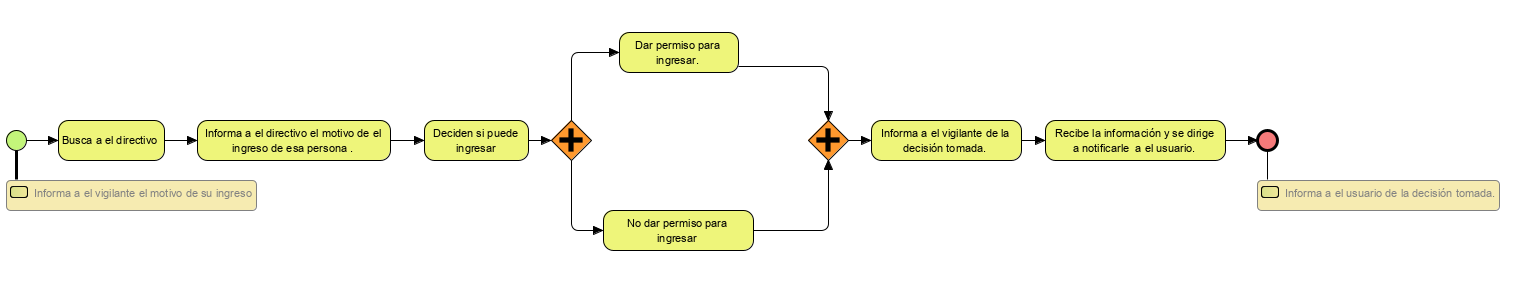 Dar permiso para
ingresar.
Busca a el directivo
Informa a el directivo el motivo de el
ingreso de esa persona .
Deciden si puede
ingresar
Informa a el vigilante de la
decisión tomada.
Recibe la información y se dirige
a notificarle a el usuario.
Informa a el vigilante el motivo de su ingreso
Informa a el usuario de la decisión tomada.
No dar permiso para
ingresar